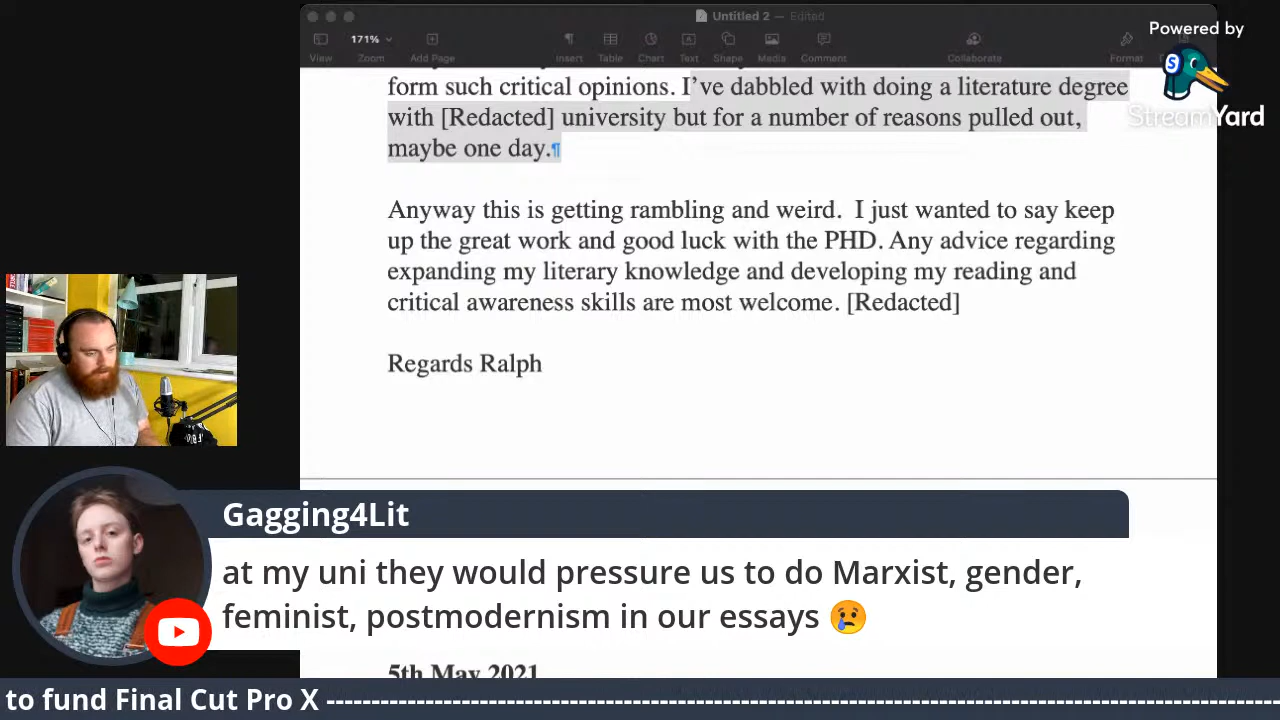 Untitled 2 — Edited
Powered by
171%
View Zoom Add Page Insert Table Chart Text Shape Media Comment Collaborate Format
StreamYard
form such critical opinions. I've dabbled with doing a literature degree
with [Redacted] university but for a number of reasons pulled out,
maybe one day.¶
Anyway this is getting rambling and weird.  I just wanted to say keep
up the great work and good luck with the PHD. Any advice regarding
expanding my literary knowledge and developing my reading and
critical awareness skills are most welcome. [Redacted]
Regards Ralph
Gagging4Lit
at my uni they would pressure us to do Marxist, gender,
feminist, postmodernism in our essays 😢
5th May 2021
to fund Final Cut Pro X ------------------------------------------------------------